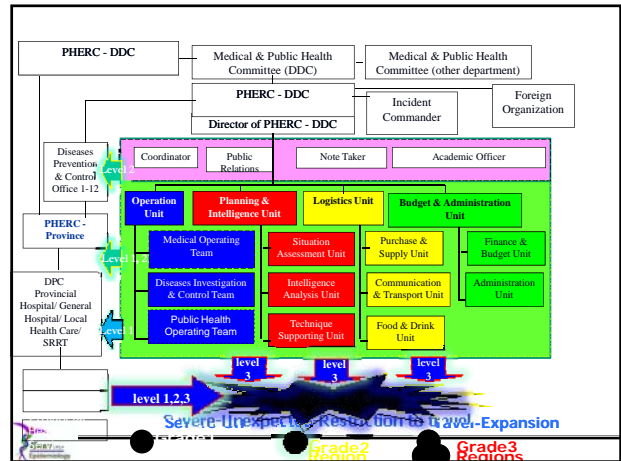 PHERC - DDC
Medical & Public Health
Committee (DDC)
Medical & Public Health
Committee (other department)
PHERC - DDC
Director of PHERC - DDC
Incident
Commander
Foreign
Organization
Diseases
Prevention
& Control
Office 1-12
Level 2
Coordinator
Public
Relations
Note Taker
Academic Officer
Operation
Unit
Planning &
Intelligence Unit
Logistics Unit
Budget & Administration
Unit
PHERC -
Province
Level 1/2
Medical Operating
Team
Situation
Assessment Unit
Purchase &
Supply Unit
Finance &
Budget Unit
DPC
Provincial
Hospital/ General
Hospital/ Local
Health Care/
SRRT
Level 1
Diseases Investigation
& Control Team
Intelligence
Analysis Unit
Communication
& Transport Unit
Administration
Unit
Public Health
Operating Team
Technique
Supporting Unit
Food & Drink
Unit
level
3
level
3
level
3
level 1,2,3
Severe-Unexpected-Restriction to travel-Expansion
Grade1
Grade2
Region
Grade3
Regions
Epidemiology